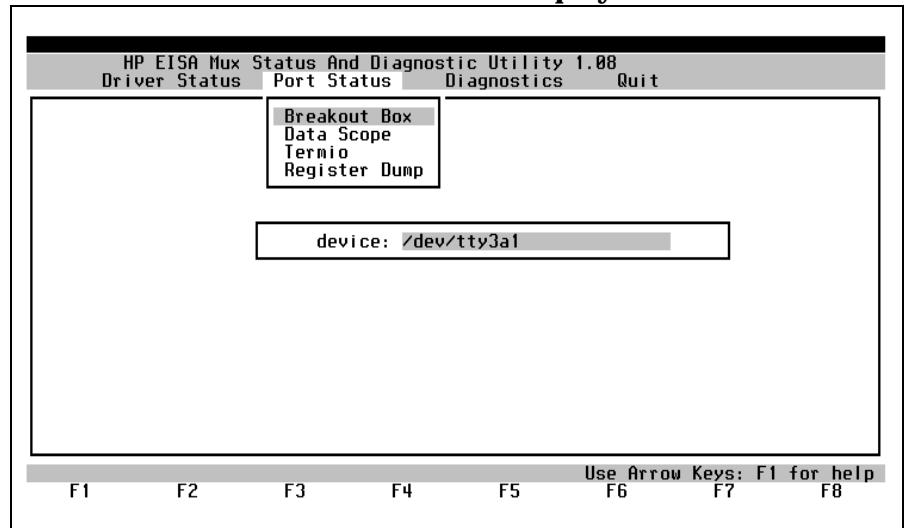 HP EISA Mux Status And Diagnostic Utility 1.08
Driver Status Port Status Diagnostics Quit
Breakout Box
Data Scope
Termio
Register Dump
device: /dev/tty3a1
Use Arrow Keys: F1 for help
F1 F2 F3 F4 F5 F6 F7 F8